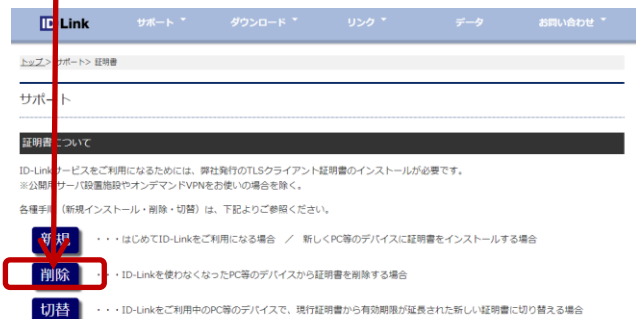 ID-Link サポート ダウンロード リンク データ お問い合わせ
トップ> サポート> 証明書
サポート
証明書について
ID-Linkサービスをご利用になるためには、弊社発行のTLSクライアント証明書のインストールが必要です。
※公開用サーバ設置施設やオンデマンドVPNをお使いの場合を除く。
各種手順（新規インストール・削除・切替）は、下記よりご参照ください。
新規 ・・・はじめてID-Linkをご利用になる場合 ／ 新しくPC等のデバイスに証明書をインストールする場合
削除 ・・・ID-Linkを使わなくなったPC等のデバイスから証明書を削除する場合
切替 ・・・ID-Linkをご利用中のPC等のデバイスで、現行証明書から有効期限が延長された新しい証明書に切り替える場合